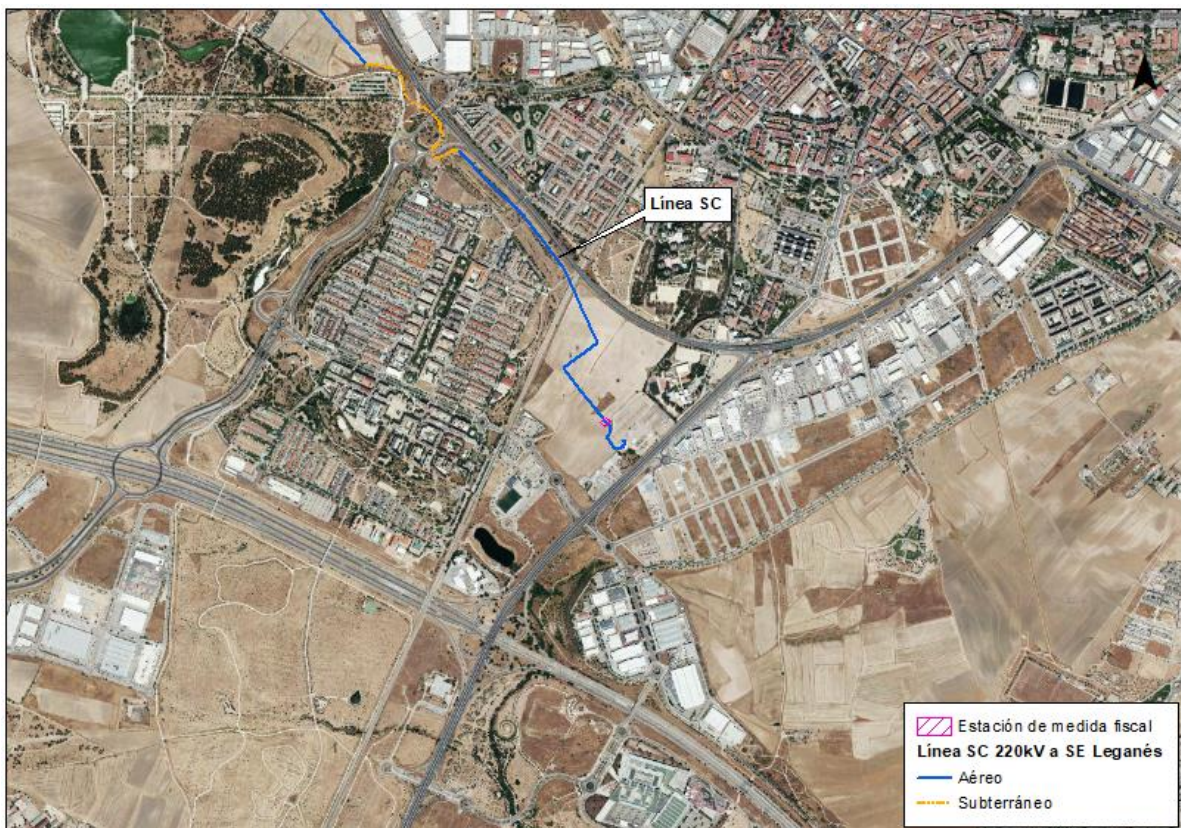 Línea SC
Estación de medida fiscal
Línea SC 220kV a SE Leganés
Aéreo
Subterráneo